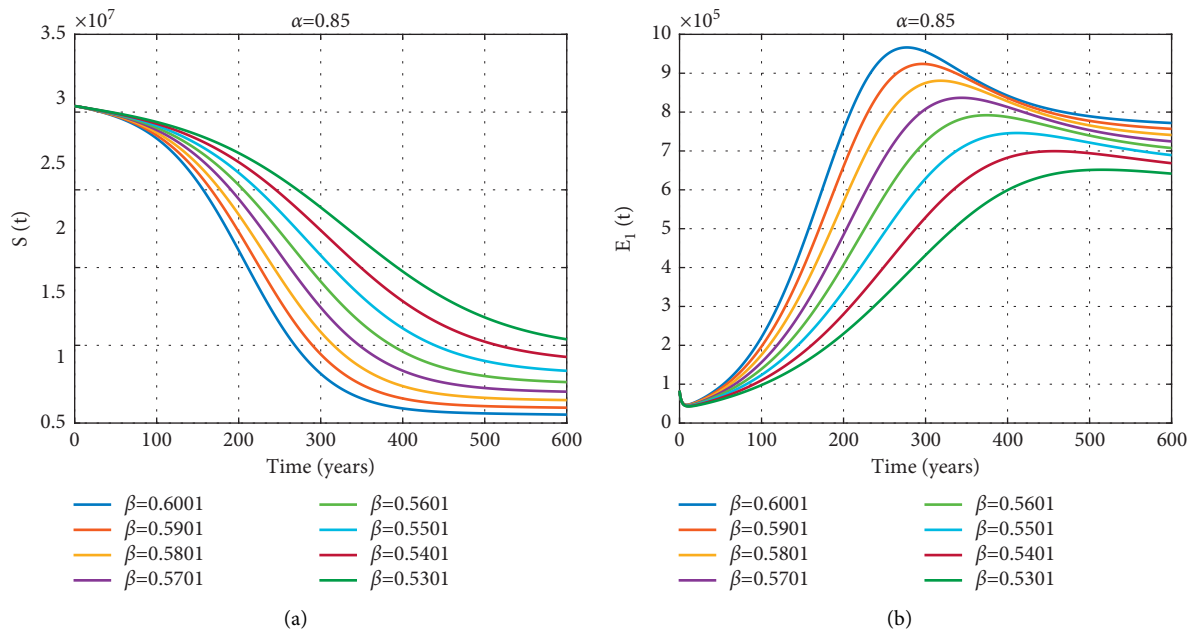 ×10⁷
α=0.85
3.5
3
2.5
2
1.5
1
0.5
S (t)
0 100 200 300 400 500 600
Time (years)
β=0.6001
β=0.5901
β=0.5801
β=0.5701
β=0.5601
β=0.5501
β=0.5401
β=0.5301
(a)
×10⁵
α=0.85
10
9
8
7
6
5
4
3
2
1
0
E₁ (t)
0 100 200 300 400 500 600
Time (years)
β=0.6001
β=0.5901
β=0.5801
β=0.5701
β=0.5601
β=0.5501
β=0.5401
β=0.5301
(b)